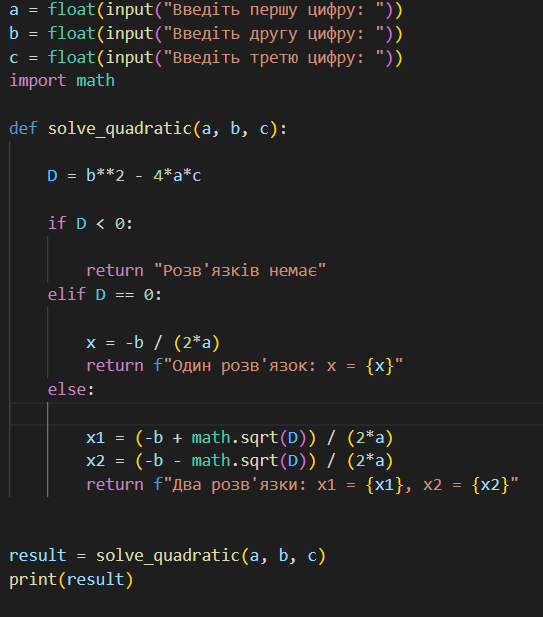 a = float(input("Введіть першу цифру: "))
b = float(input("Введіть другу цифру: "))
c = float(input("Введіть третю цифру: "))
import math
def solve_quadratic(a, b, c):
    D = b**2 - 4*a*c
    if D < 0:
        return "Розв'язків немає"
    elif D == 0:
        x = -b / (2*a)
        return f"Один розв'язок: x = {x}"
    else:
        x1 = (-b + math.sqrt(D)) / (2*a)
        x2 = (-b - math.sqrt(D)) / (2*a)
        return f"Два розв'язки: x1 = {x1}, x2 = {x2}"
result = solve_quadratic(a, b, c)
print(result)